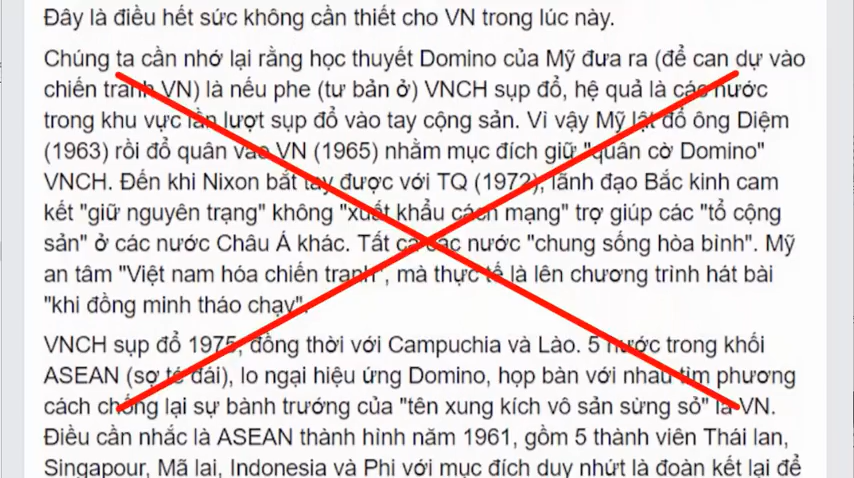 Đây là điều hết sức không cần thiết cho VN trong lúc này.
Chúng ta cần nhớ lại rằng học thuyết Domino của Mỹ đưa ra (để can dự vào
chiến tranh VN) là nếu phe (tư bản ở) VNCH sụp đổ, hệ quả là các nước
trong khu vực lần lượt sụp đổ vào tay cộng sản. Vì vậy Mỹ lật đổ ông Diệm
(1963) rồi đổ quân vào VN (1965) nhằm mục đích giữ "quân cờ Domino"
VNCH. Đến khi Nixon bắt tay được với TQ (1972), lãnh đạo Bắc kinh cam
kết "giữ nguyên trạng" không "xuất khẩu cách mạng" trợ giúp các "tổ cộng
sản" ở các nước Châu Á khác. Tất cả các nước "chung sống hòa bình". Mỹ
an tâm "Việt nam hóa chiến tranh", mà thực tế là lên chương trình hát bài
"khi đồng minh tháo chạy".
VNCH sụp đổ 1975, đồng thời với Campuchia và Lào. 5 nước trong khối
ASEAN (sợ té đái), lo ngại hiệu ứng Domino, họp bàn với nhau tìm phương
cách chống lại sự bành trướng của "tên xung kích vô sản sừng sỏ" là VN.
Điều cần nhắc là ASEAN thành hình năm 1961, gồm 5 thành viên Thái lan,
Singapour, Mã lai, Indonesia và Phi với mục đích duy nhứt là đoàn kết lại để